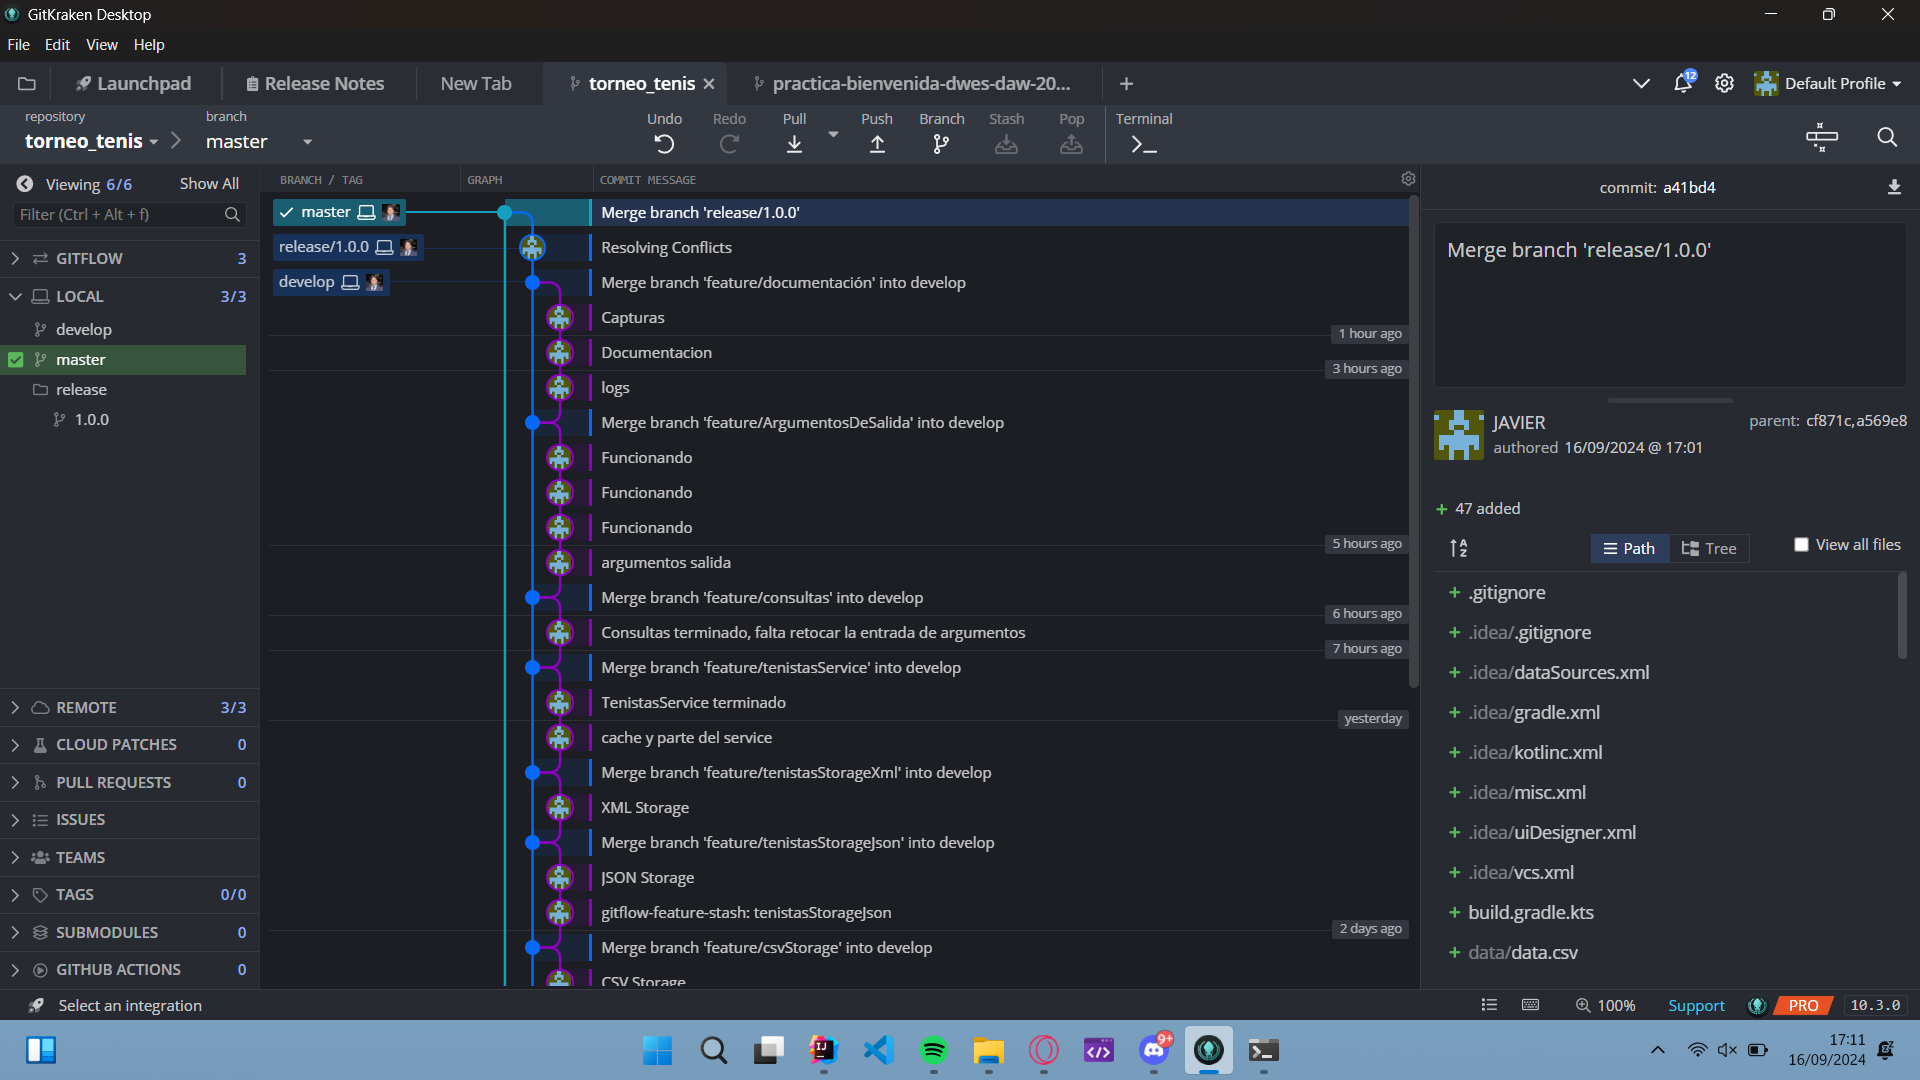 GitKraken Desktop
File Edit View Help
Launchpad Release Notes New Tab torneo_tenis practica-bienvenida-dwes-daw-20... 12 Default Profile
repository branch
torneo_tenis master
Undo Redo Pull Push Branch Stash Pop Terminal
Viewing 6/6 Show All
Filter (Ctrl + Alt + f)
GITFLOW 3
LOCAL 3/3
develop
master
release
1.0.0
REMOTE 3/3
CLOUD PATCHES 0
PULL REQUESTS 0
ISSUES
TEAMS
TAGS 0/0
SUBMODULES 0
GITHUB ACTIONS 0
BRANCH / TAG GRAPH COMMIT MESSAGE
master Merge branch 'release/1.0.0'
release/1.0.0 Resolving Conflicts
develop Merge branch 'feature/documentación' into develop
Capturas
1 hour ago
Documentacion
3 hours ago
logs
Merge branch 'feature/ArgumentosDeSalida' into develop
Funcionando
Funcionando
Funcionando
5 hours ago
argumentos salida
Merge branch 'feature/consultas' into develop
6 hours ago
Consultas terminado, falta retocar la entrada de argumentos
7 hours ago
Merge branch 'feature/tenistasService' into develop
TenistasService terminado
yesterday
cache y parte del service
Merge branch 'feature/tenistasStorageXml' into develop
XML Storage
Merge branch 'feature/tenistasStorageJson' into develop
JSON Storage
gitflow-feature-stash: tenistasStorageJson
2 days ago
Merge branch 'feature/csvStorage' into develop
CSV Storage
commit: a41bd4
Merge branch 'release/1.0.0'
JAVIER parent: cf871c,a569e8
authored 16/09/2024 @ 17:01
+ 47 added
Path Tree View all files
+ .gitignore
+ .idea/.gitignore
+ .idea/dataSources.xml
+ .idea/gradle.xml
+ .idea/kotlinc.xml
+ .idea/misc.xml
+ .idea/uiDesigner.xml
+ .idea/vcs.xml
+ build.gradle.kts
+ data/data.csv
Select an integration 100% Support PRO 10.3.0
9+
17:11
16/09/2024